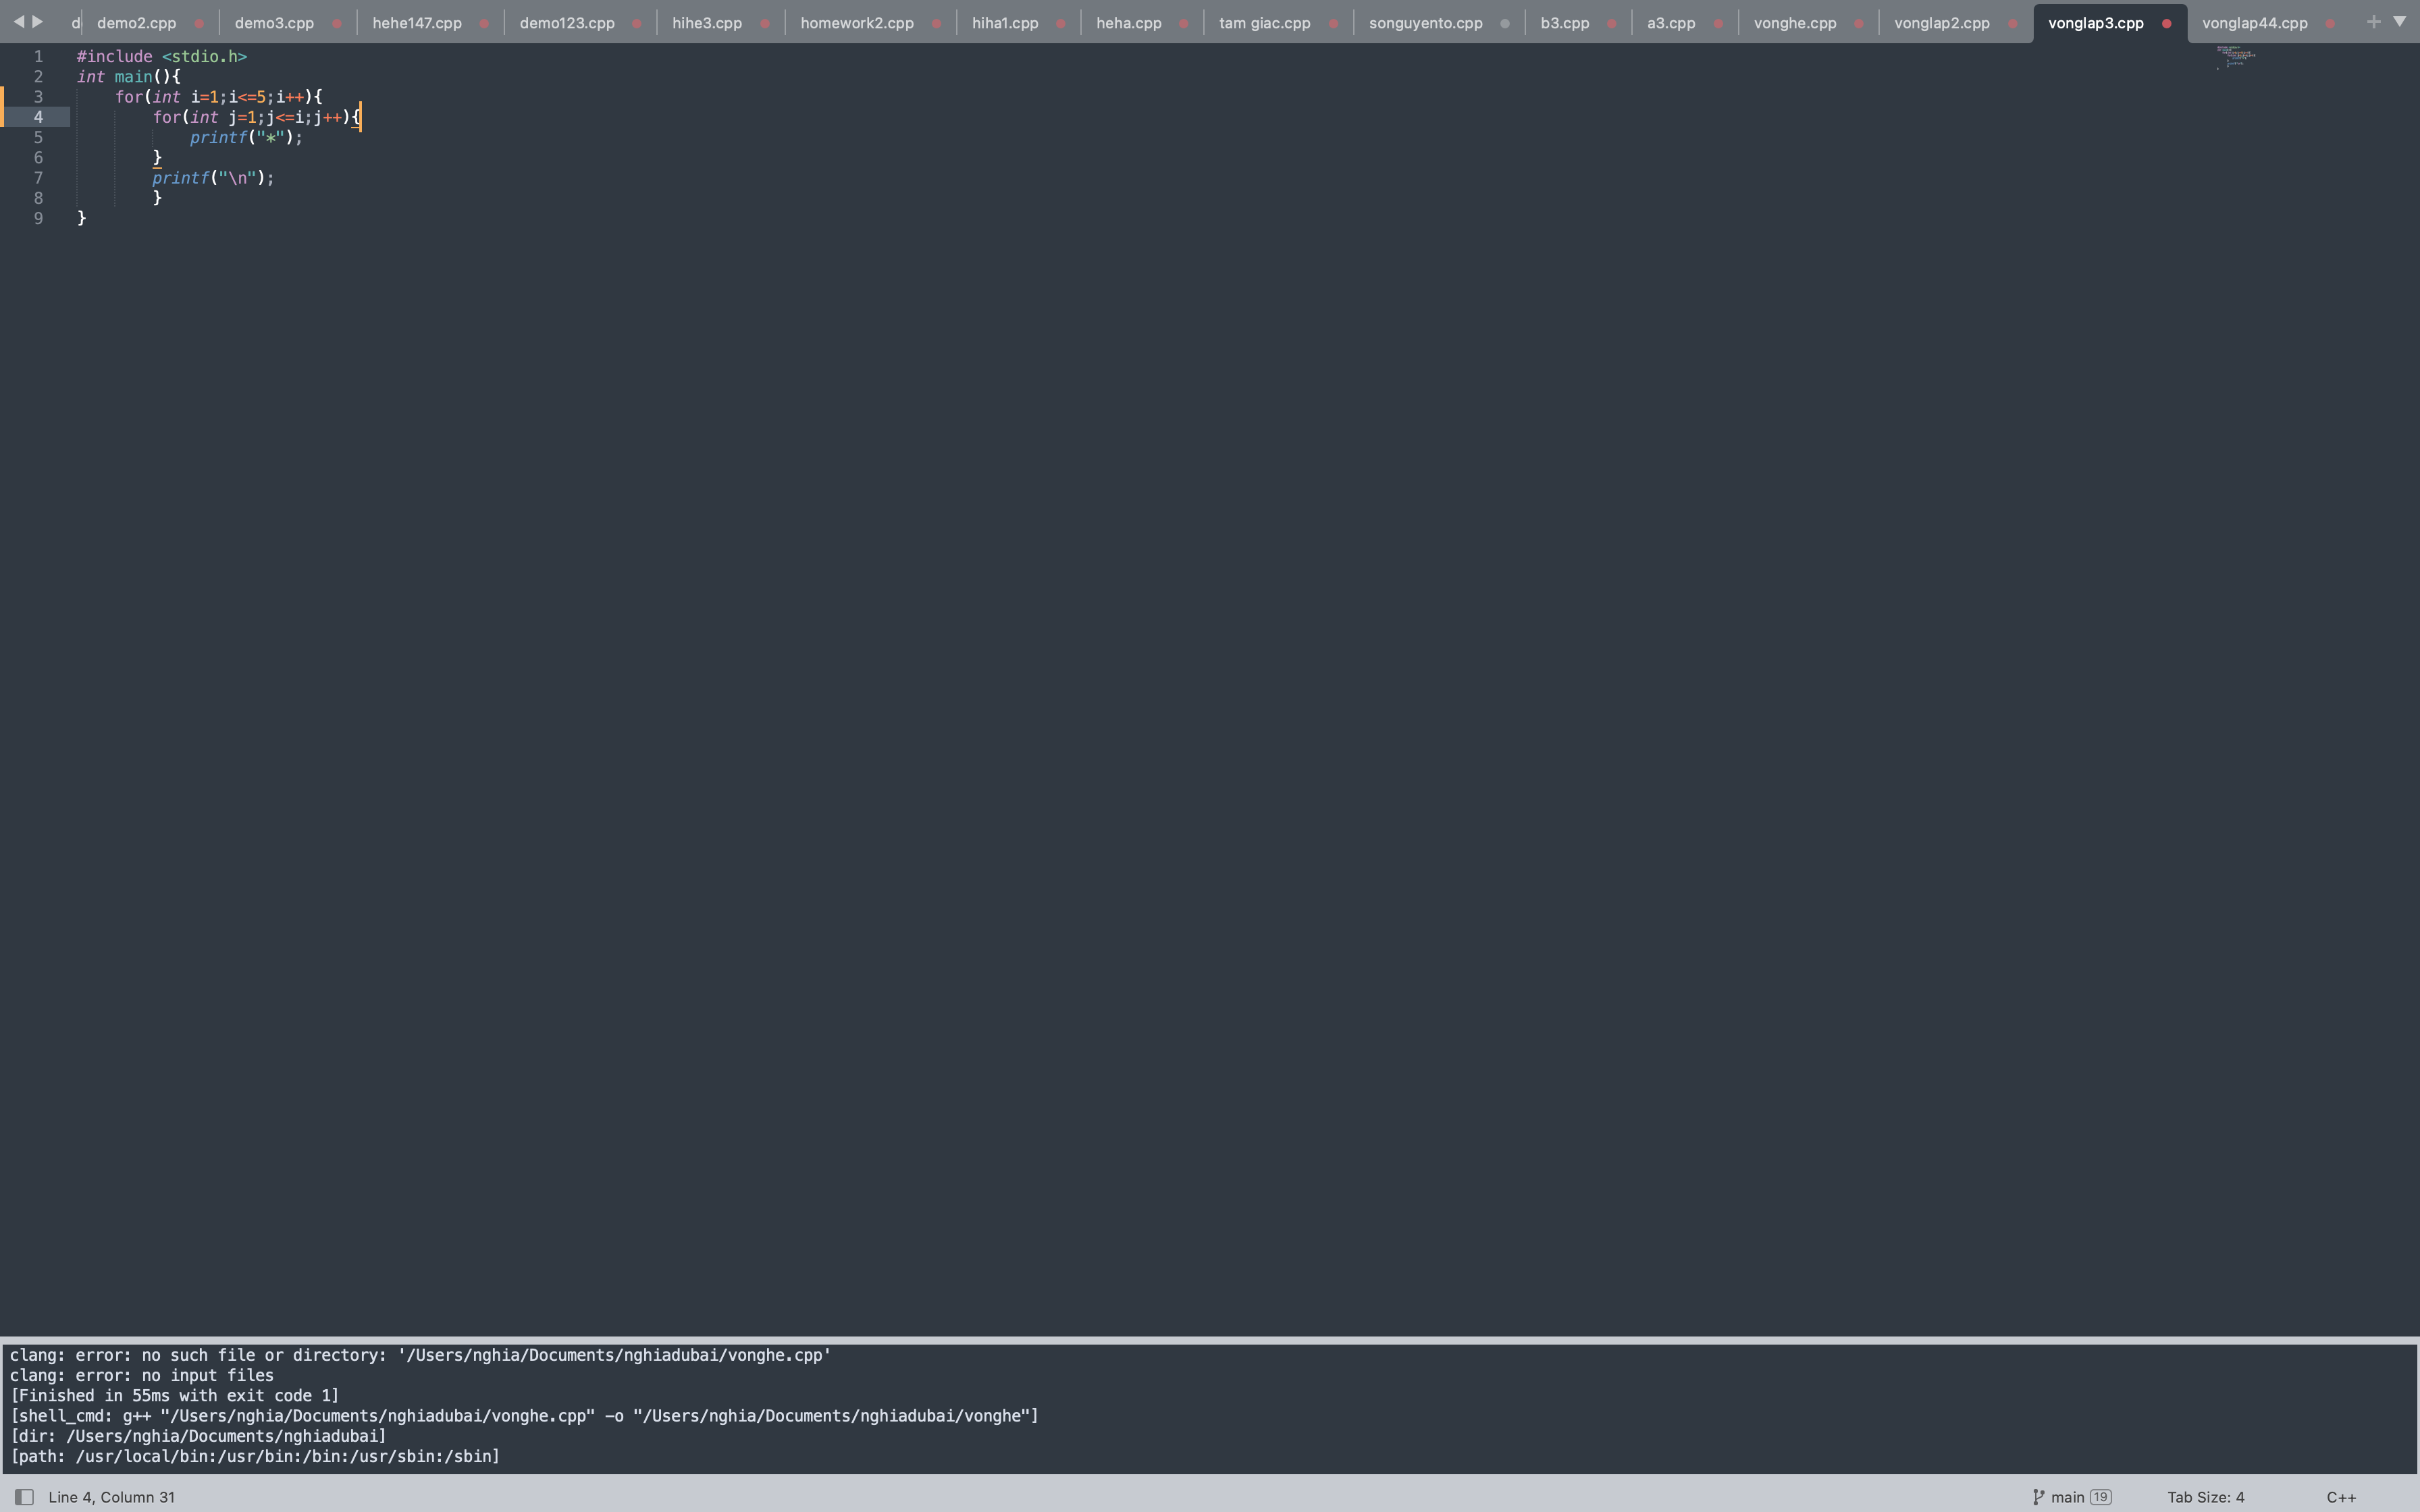 d demo2.cpp demo3.cpp hehe147.cpp demo123.cpp hihe3.cpp homework2.cpp hiha1.cpp heha.cpp tam giac.cpp songuyento.cpp b3.cpp a3.cpp vonghe.cpp vonglap2.cpp vonglap3.cpp vonglap44.cpp
1 #include <stdio.h>
2 int main(){
3     for(int i=1;i<=5;i++){
4         for(int j=1;j<=i;j++){
5             printf("*");
6         }
7         printf("\n");
8         }
9 }
clang: error: no such file or directory: '/Users/nghia/Documents/nghiadubai/vonghe.cpp'
clang: error: no input files
[Finished in 55ms with exit code 1]
[shell_cmd: g++ "/Users/nghia/Documents/nghiadubai/vonghe.cpp" -o "/Users/nghia/Documents/nghiadubai/vonghe"]
[dir: /Users/nghia/Documents/nghiadubai]
[path: /usr/local/bin:/usr/bin:/bin:/usr/sbin:/sbin]
Line 4, Column 31 main 19 Tab Size: 4 C++